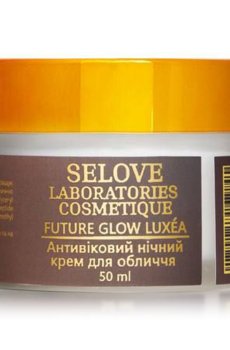 SELOVE
LABORATORIES
COSMETIQUE
FUTURE GLOW LUXÉA
Антивіковий нічний
крем для обличчя
50 ml